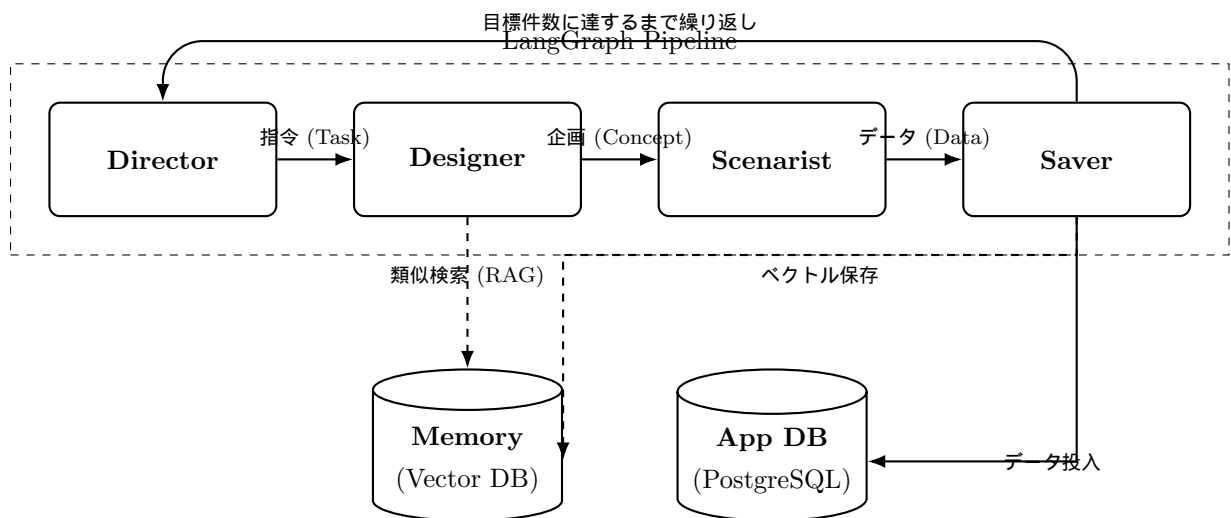 目標件数に達するまで繰り返し
LangGraph Pipeline
Director
指令 (Task)
Designer
企画 (Concept)
Scenarist
データ (Data)
Saver
類似検索 (RAG)
ベクトル保存
Memory
(Vector DB)
App DB
(PostgreSQL)
データ投入